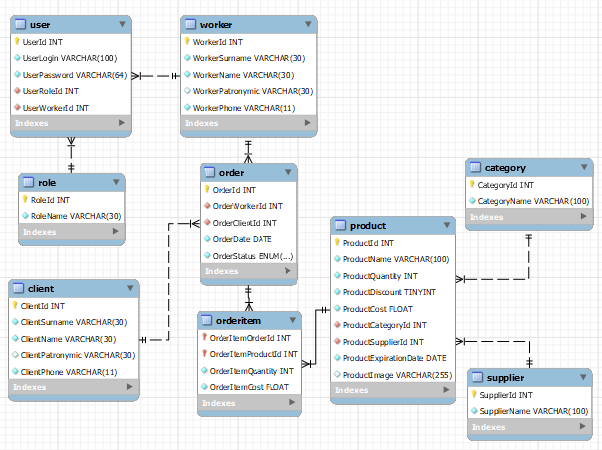 user
UserId INT
UserLogin VARCHAR(100)
UserPassword VARCHAR(64)
UserRoleId INT
UserWorkerId INT
Indexes
worker
WorkerId INT
WorkerSurname VARCHAR(30)
WorkerName VARCHAR(30)
WorkerPatronymic VARCHAR(30)
WorkerPhone VARCHAR(11)
Indexes
role
RoleId INT
RoleName VARCHAR(30)
Indexes
order
OrderId INT
OrderWorkerId INT
OrderClientId INT
OrderDate DATE
OrderStatus ENUM(...)
Indexes
category
CategoryId INT
CategoryName VARCHAR(100)
Indexes
client
ClientId INT
ClientSurname VARCHAR(30)
ClientName VARCHAR(30)
ClientPatronymic VARCHAR(30)
ClientPhone VARCHAR(11)
Indexes
orderitem
OrderItemOrderId INT
OrderItemProductId INT
OrderItemQuantity INT
OrderItemCost FLOAT
Indexes
product
ProductId INT
ProductName VARCHAR(100)
ProductQuantity INT
ProductDiscount TINYINT
ProductCost FLOAT
ProductCategoryId INT
ProductSupplierId INT
ProductExpirationDate DATE
ProductImage VARCHAR(255)
Indexes
supplier
SupplierId INT
SupplierName VARCHAR(100)
Indexes